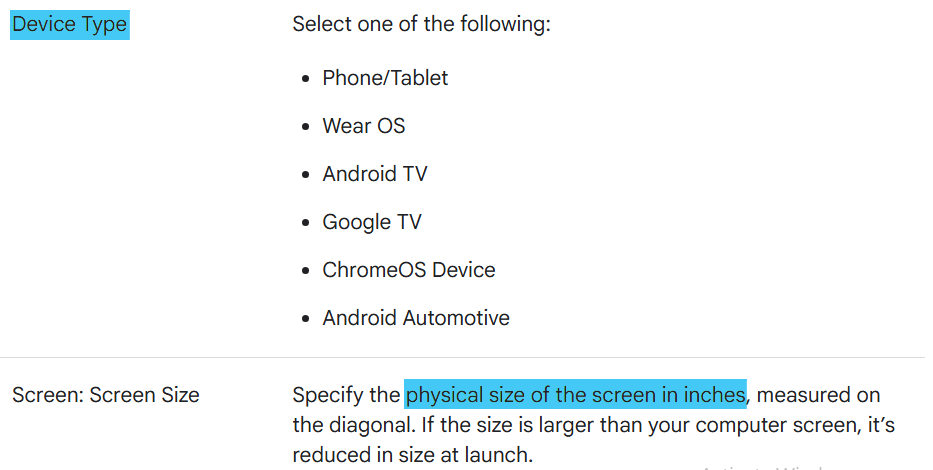 Device Type
Select one of the following:
Phone/Tablet
Wear OS
Android TV
Google TV
ChromeOS Device
Android Automotive
Screen: Screen Size
Specify the physical size of the screen in inches, measured on
the diagonal. If the size is larger than your computer screen, it’s
reduced in size at launch.